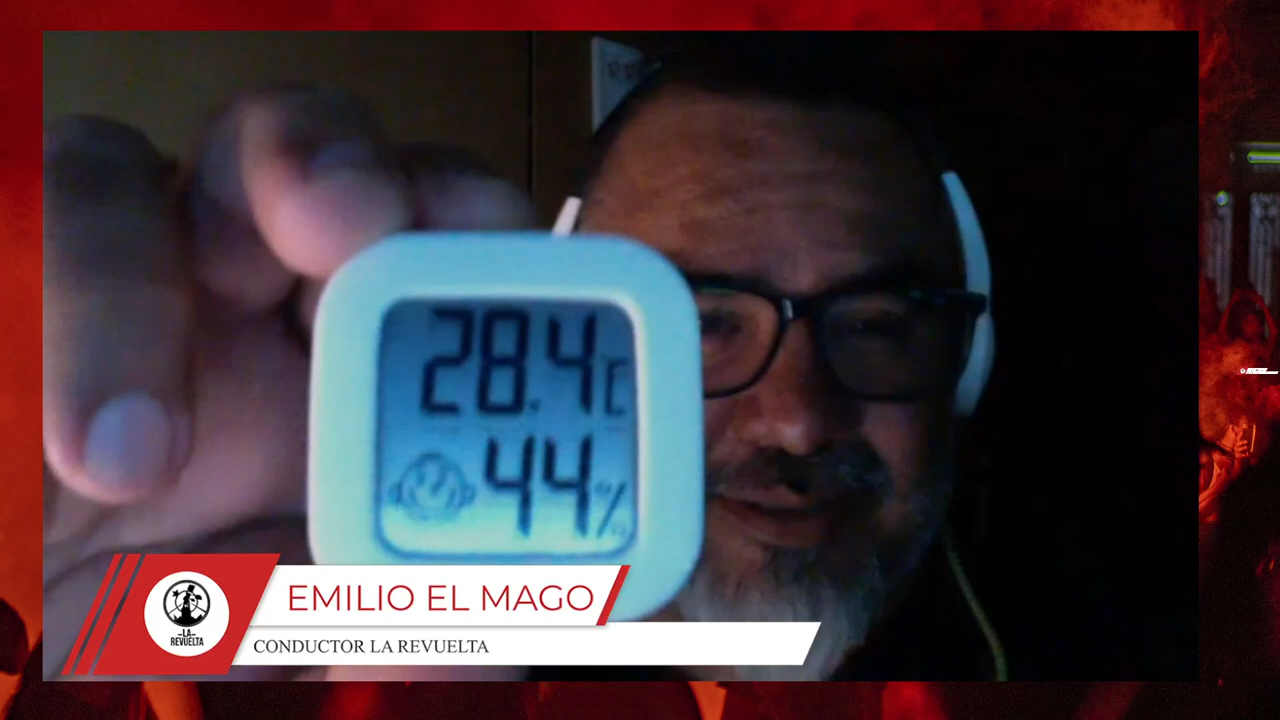 28.4 C
44%
EMILIO EL MAGO
CONDUCTOR LA REVUELTA
LA
REVUELTA